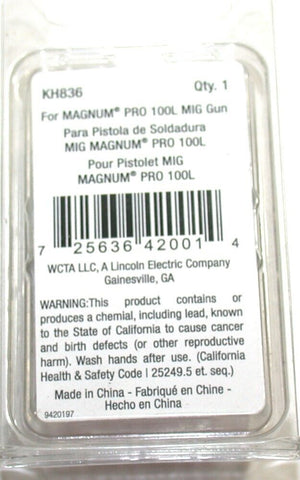 KH836 Qty. 1
For MAGNUM® PRO 100L MIG Gun
Para Pistola de Soldadura
MIG MAGNUM® PRO 100L
Pour Pistolet MIG
MAGNUM® PRO 100L
7 25636 42001 4
WCTA LLC, A Lincoln Electric Company
Gainesville, GA
WARNING:This product contains or
produces a chemial, including lead, known
to the State of California to cause cancer
and birth defects (or other reproductive
harm). Wash hands after use. (California
Health & Safety Code | 25249.5 et. seq.)
Made in China - Fabriqué en Chine -
Hecho en China
9420197